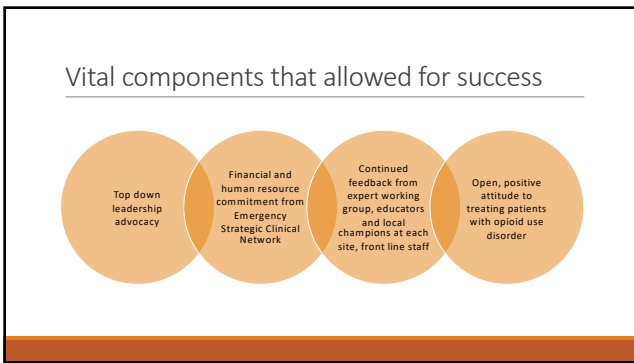 Vital components that allowed for success
Top down
leadership
advocacy
Financial and
human resource
commitment from
Emergency
Strategic Clinical
Network
Continued
feedback from
expert working
group, educators
and local
champions at each
site, front line staff
Open, positive
attitude to
treating patients
with opioid use
disorder